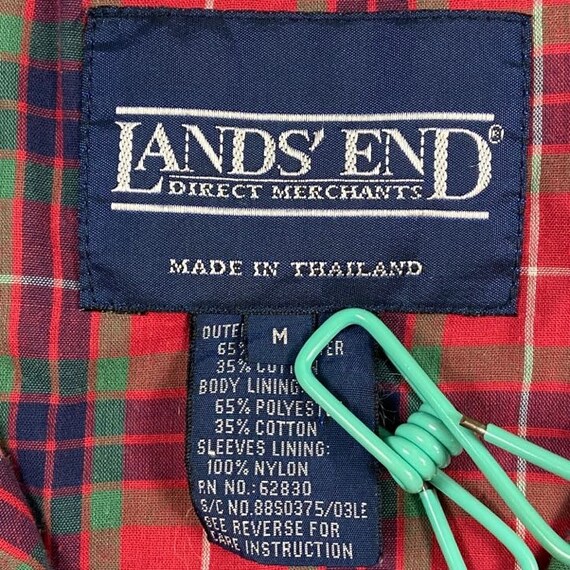 LANDS' END®
DIRECT MERCHANTS
MADE IN THAILAND
M
65%
35%
BODY LINING:
65% POLYESTE
35% COTTON
SLEEVES LINING:
100% NYLON
RN NO.: 62830
S/C NO.88S0375/03LE
SEE REVERSE FOR
CARE INSTRUCTION